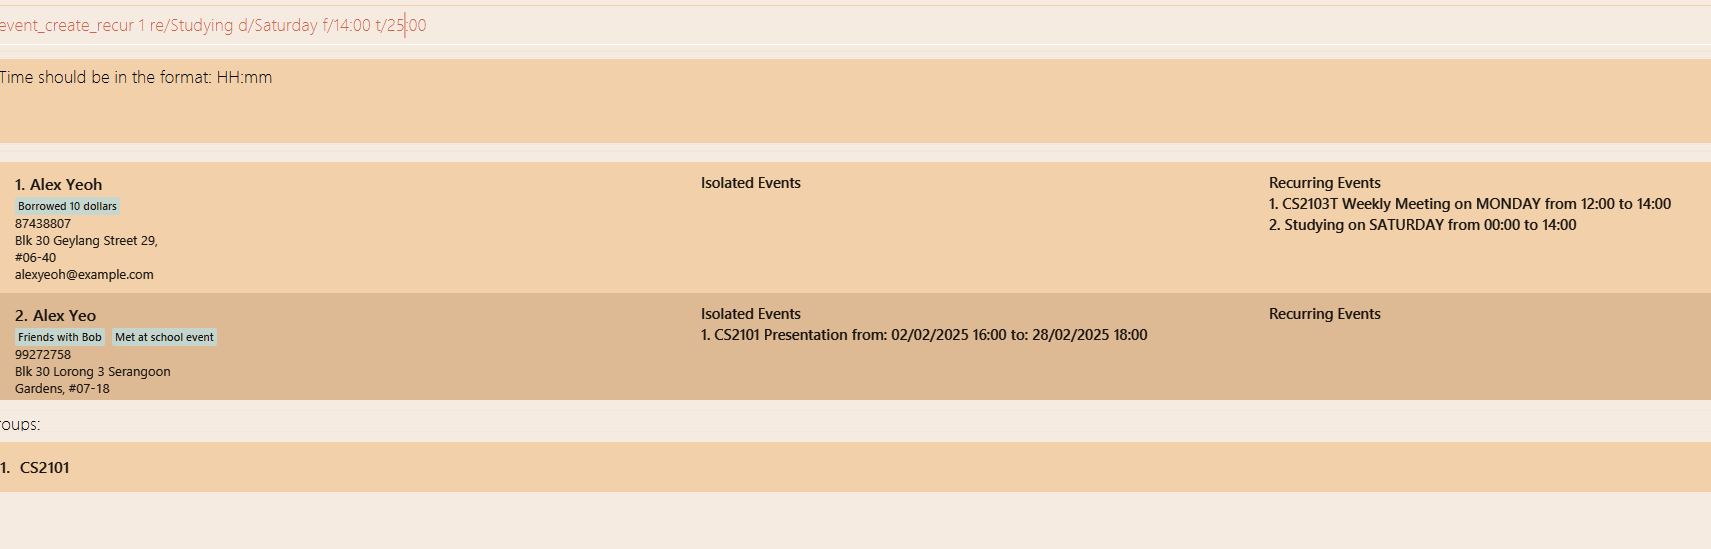 event_create_recur 1 re/Studying d/Saturday f/14:00 t/25:00
Time should be in the format: HH:mm
1. Alex Yeoh
Borrowed 10 dollars
87438807
Blk 30 Geylang Street 29,
#06-40
alexyeoh@example.com
Isolated Events
Recurring Events
1. CS2103T Weekly Meeting on MONDAY from 12:00 to 14:00
2. Studying on SATURDAY from 00:00 to 14:00
2. Alex Yeo
Friends with Bob Met at school event
99272758
Blk 30 Lorong 3 Serangoon
Gardens, #07-18
Isolated Events
1. CS2101 Presentation from: 02/02/2025 16:00 to: 28/02/2025 18:00
Recurring Events
roups:
1. CS2101